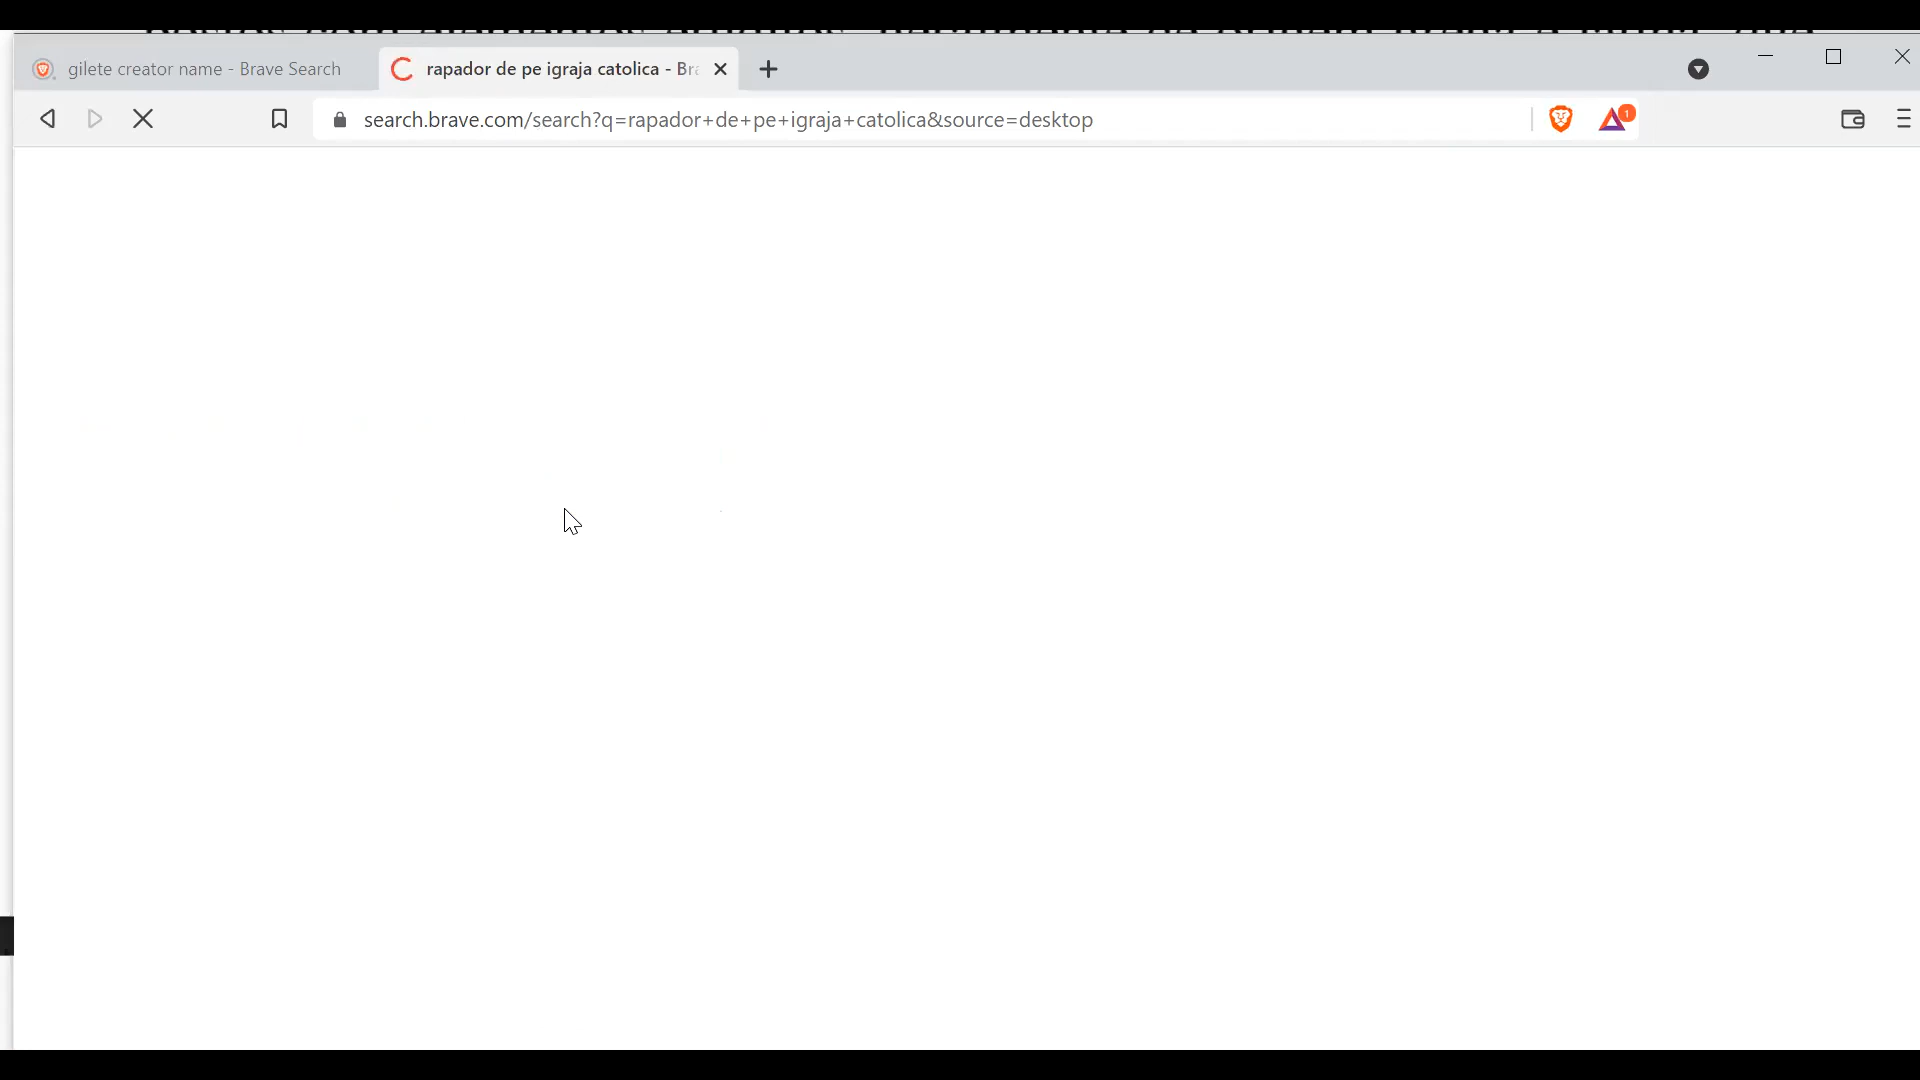 gilete creator name - Brave Search
rapador de pe igraja catolica - Bra
search.brave.com/search?q=rapador+de+pe+igraja+catolica&source=desktop
1